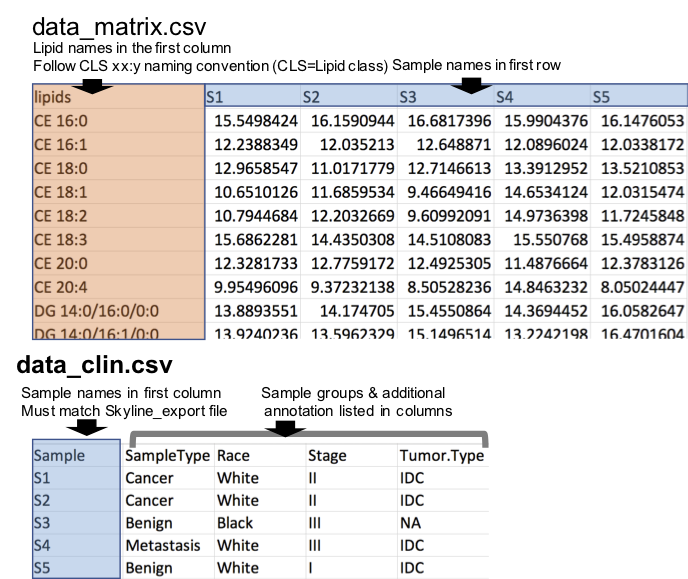 data_matrix.csv
Lipid names in the first column
Follow CLS xx:y naming convention (CLS=Lipid class) Sample names in first row
lipids S1 S2 S3 S4 S5
CE 16:0 15.5498424 16.1590944 16.6817396 15.9904376 16.1476053
CE 16:1 12.2388349 12.035213 12.648871 12.0896024 12.0338172
CE 18:0 12.9658547 11.0171779 12.7146613 13.3912952 13.5210853
CE 18:1 10.6510126 11.6859534 9.46649416 14.6534124 12.0315474
CE 18:2 10.7944684 12.2032669 9.60992091 14.9736398 11.7245848
CE 18:3 15.6862281 14.4350308 14.5108083 15.550768 15.4958874
CE 20:0 12.3281733 12.7759172 12.4925305 11.4876664 12.3783126
CE 20:4 9.95496096 9.37232138 8.50528236 14.8463232 8.05024447
DG 14:0/16:0/0:0 13.8893551 14.174705 15.4550864 14.3694452 16.0582647
DG 14:0/16:1/0:0 13.9240236 13.5962329 15.1496514 13.2242198 16.4701604
data_clin.csv
Sample names in first column
Must match Skyline_export file
Sample groups & additional
annotation listed in columns
Sample SampleType Race Stage Tumor.Type
S1 Cancer White II IDC
S2 Cancer White II IDC
S3 Benign Black III NA
S4 Metastasis White III IDC
S5 Benign White I IDC